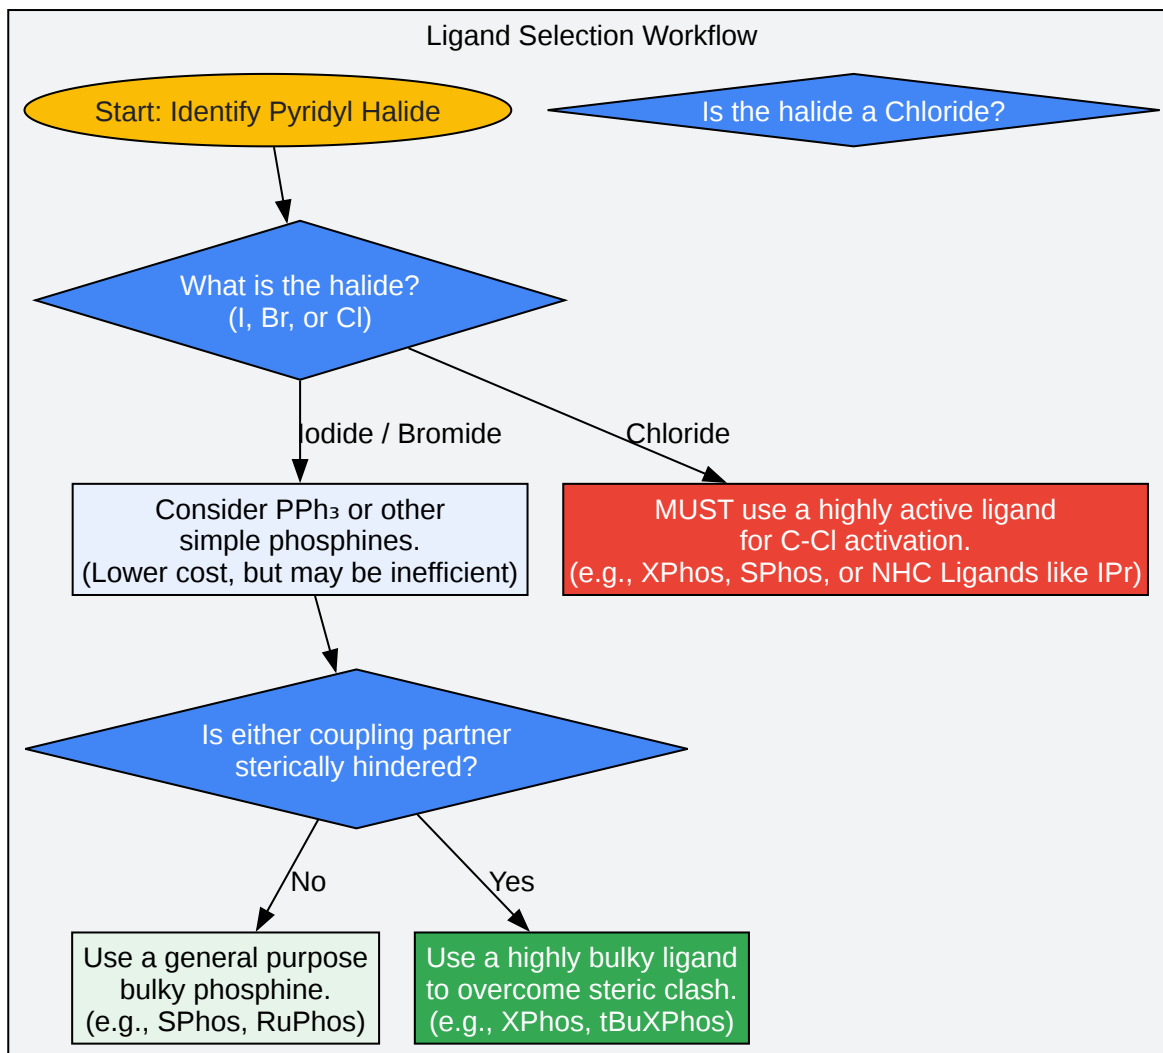 Ligand Selection Workflow
Start: Identify Pyridyl Halide
Is the halide a Chloride?
What is the halide?
(I, Br, or Cl)
Iodide / Bromide
Chloride
Consider PPh₃ or other
simple phosphines.
(Lower cost, but may be inefficient)
MUST use a highly active ligand
for C-Cl activation.
(e.g., XPhos, SPhos, or NHC Ligands like IPr)
Is either coupling partner
sterically hindered?
No
Yes
Use a general purpose
bulky phosphine.
(e.g., SPhos, RuPhos)
Use a highly bulky ligand
to overcome steric clash.
(e.g., XPhos, tBuXPhos)